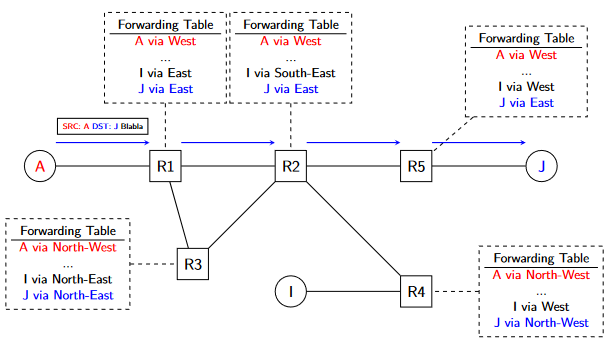 Forwarding Table
A via West
...
I via East
J via East
Forwarding Table
A via West
...
I via South-East
J via East
Forwarding Table
A via West
...
I via West
J via East
SRC: A DST: J Blabla
A
R1
R2
R5
J
Forwarding Table
A via North-West
...
I via North-East
J via North-East
R3
I
R4
Forwarding Table
A via North-West
...
I via West
J via North-West